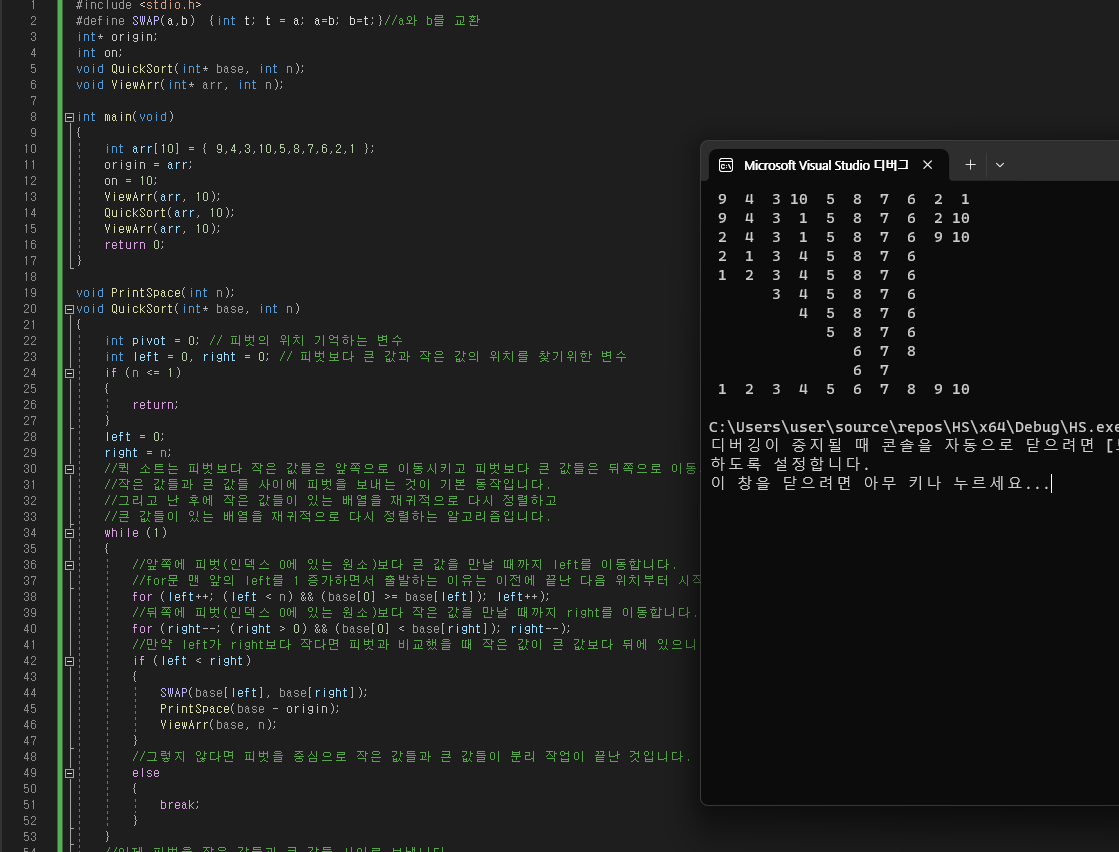 1 #include <stdio.h>
2 #define SWAP(a,b) {int t; t = a; a=b; b=t;}//a와 b를 교환
3 int* origin;
4 int on;
5 void QuickSort(int* base, int n);
6 void ViewArr(int* arr, int n);
7
8 int main(void)
9 {
10 int arr[10] = { 9,4,3,10,5,8,7,6,2,1 };
11 origin = arr;
12 on = 10;
13 ViewArr(arr, 10);
14 QuickSort(arr, 10);
15 ViewArr(arr, 10);
16 return 0;
17 }
18
19 void PrintSpace(int n);
20 void QuickSort(int* base, int n)
21 {
22 int pivot = 0; // 피벗의 위치 기억하는 변수
23 int left = 0, right = 0; // 피벗보다 큰 값과 작은 값의 위치를 찾기위한 변수
24 if (n <= 1)
25 {
26 return;
27 }
28 left = 0;
29 right = n;
30 //퀵 소트는 피벗보다 작은 값들은 앞쪽으로 이동시키고 피벗보다 큰 값들은 뒤쪽으로 이동
31 //작은 값들과 큰 값들 사이에 피벗을 보내는 것이 기본 동작입니다.
32 //그리고 난 후에 작은 값들이 있는 배열을 재귀적으로 다시 정렬하고
33 //큰 값들이 있는 배열을 재귀적으로 다시 정렬하는 알고리즘입니다.
34 while (1)
35 {
36 //앞쪽에 피벗(인덱스 0에 있는 원소)보다 큰 값을 만날 때까지 left를 이동합니다.
37 //for문 맨 앞의 left를 1 증가하면서 출발하는 이유는 이전에 끝난 다음 위치부터 시작
38 for (left++; (left < n) && (base[0] >= base[left]); left++);
39 //뒤쪽에 피벗(인덱스 0에 있는 원소)보다 작은 값을 만날 때까지 right를 이동합니다.
40 for (right--; (right > 0) && (base[0] < base[right]); right--);
41 //만약 left가 right보다 작다면 피벗과 비교했을 때 작은 값이 큰 값보다 뒤에 있으니
42 if (left < right)
43 {
44 SWAP(base[left], base[right]);
45 PrintSpace(base - origin);
46 ViewArr(base, n);
47 }
48 //그렇지 않다면 피벗을 중심으로 작은 값들과 큰 값들이 분리 작업이 끝난 것입니다.
49 else
50 {
51 break;
52 }
53 }
54 //이제 피벗을 작은 값들과 큰 값들 사이로 보냅니다
Microsoft Visual Studio 디버그
9 4 3 10 5 8 7 6 2 1
9 4 3 1 5 8 7 6 2 10
2 4 3 1 5 8 7 6 9 10
2 1 3 4 5 8 7 6
1 2 3 4 5 8 7 6
3 4 5 8 7 6
4 5 8 7 6
5 8 7 6
6 7 8
6 7
1 2 3 4 5 6 7 8 9 10
C:\Users\user\source\repos\HS\x64\Debug\HS.exe
디버깅이 중지될 때 콘솔을 자동으로 닫으려면 [도
하도록 설정합니다.
이 창을 닫으려면 아무 키나 누르세요...